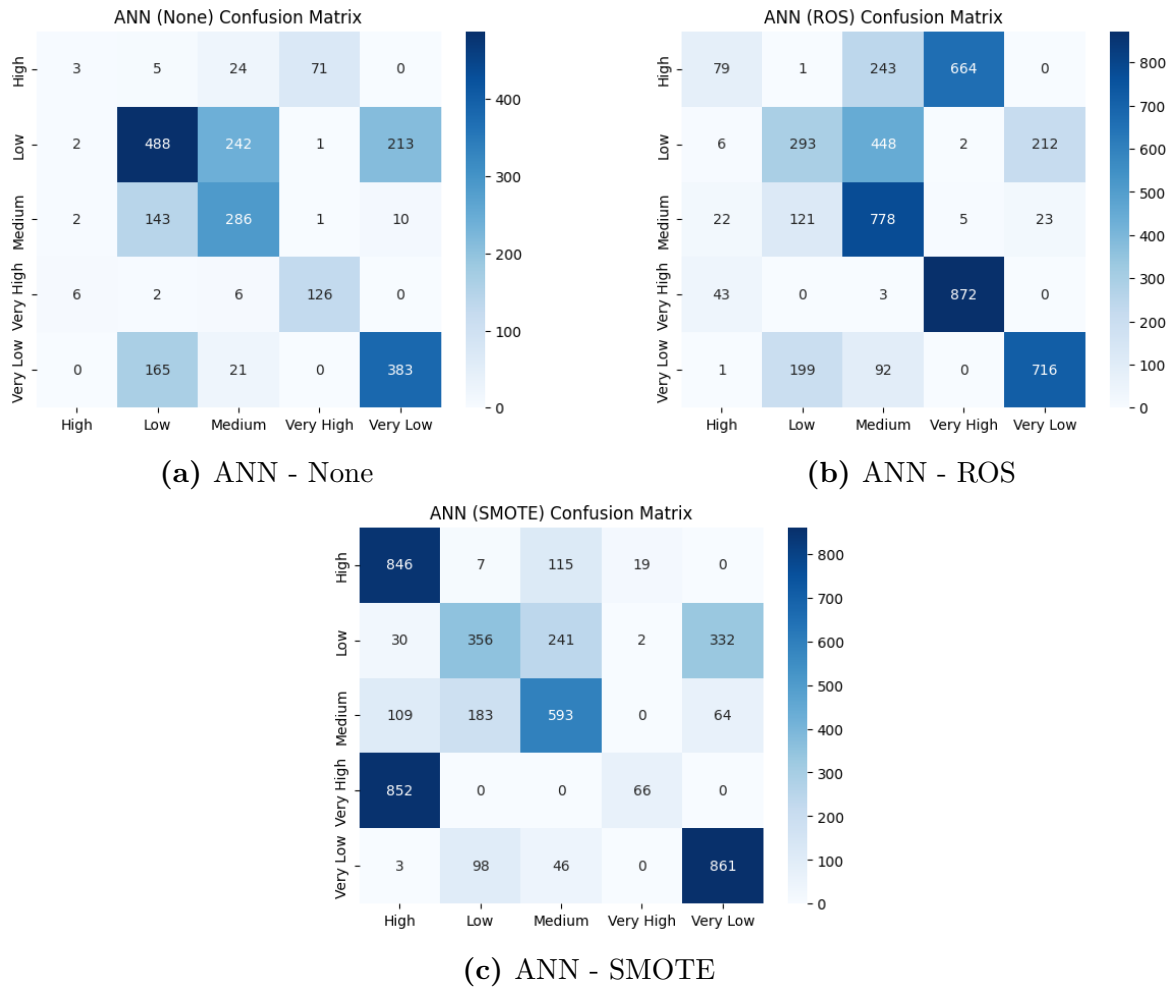 ANN (None) Confusion Matrix
High 3 5 24 71 0
Low 2 488 242 1 213
Medium 2 143 286 1 10
Very High 6 2 6 126 0
Very Low 0 165 21 0 383
High Low Medium Very High Very Low
400
300
200
100
0
(a) ANN - None
ANN (ROS) Confusion Matrix
High 79 1 243 664 0
Low 6 293 448 2 212
Medium 22 121 778 5 23
Very High 43 0 3 872 0
Very Low 1 199 92 0 716
High Low Medium Very High Very Low
800
700
600
500
400
300
200
100
0
(b) ANN - ROS
ANN (SMOTE) Confusion Matrix
High 846 7 115 19 0
Low 30 356 241 2 332
Medium 109 183 593 0 64
Very High 852 0 0 66 0
Very Low 3 98 46 0 861
High Low Medium Very High Very Low
800
700
600
500
400
300
200
100
0
(c) ANN - SMOTE